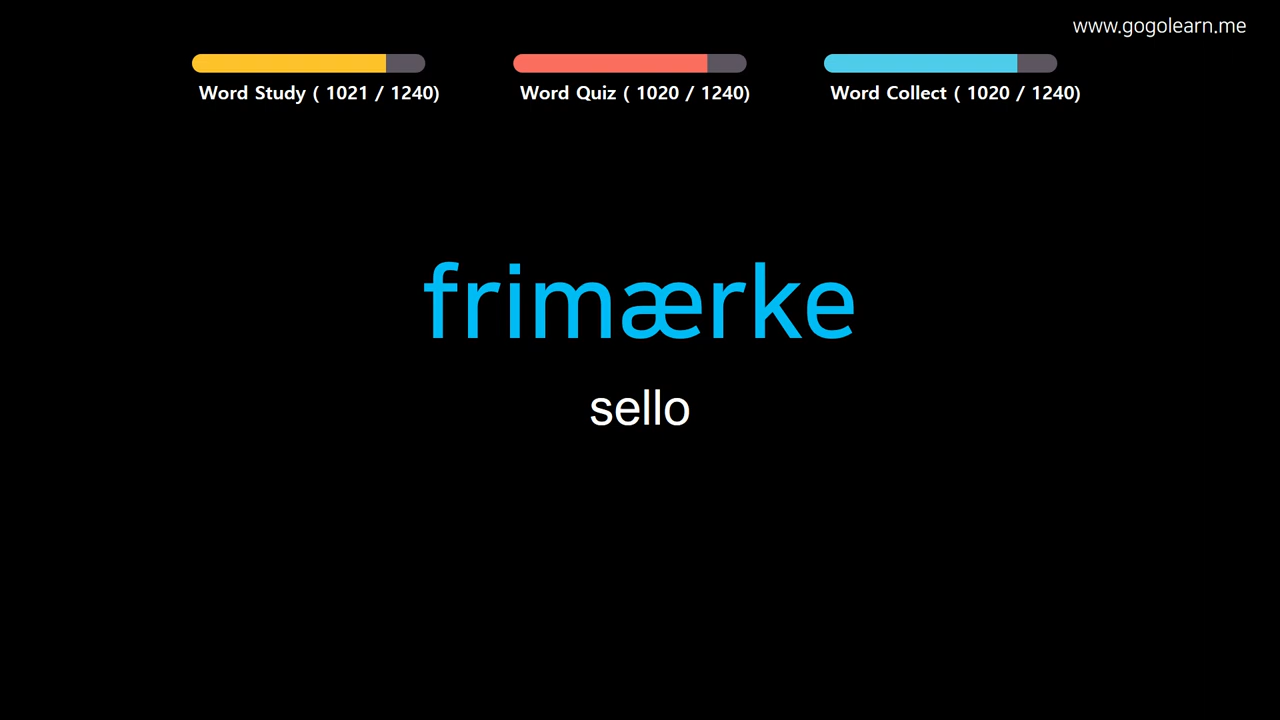 www.gogolearn.me
Word Study ( 1021 / 1240)
Word Quiz ( 1020 / 1240)
Word Collect ( 1020 / 1240)
frimærke
sello